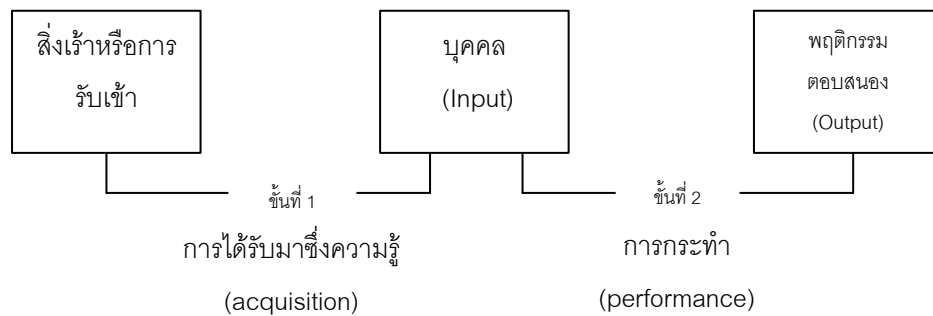 สิ่งเร้าหรือการ
รับเข้า
บุคคล
(Input)
พฤติกรรม
ตอบสนอง
(Output)
ขั้นที่ 1
การได้รับมาซึ่งความรู้
(acquisition)
ขั้นที่ 2
การกระทำ
(performance)